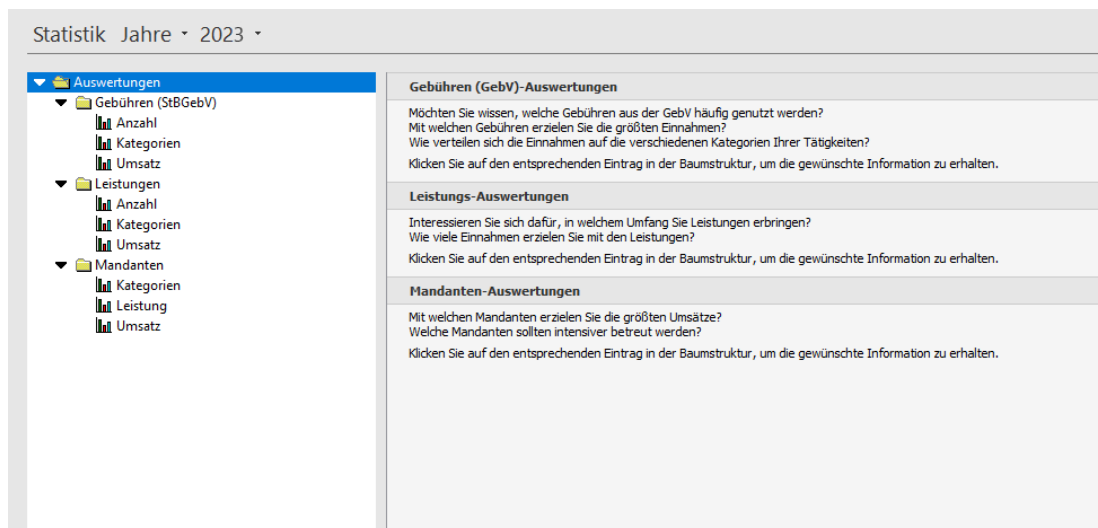 Statistik Jahre 2023
Auswertungen
Gebühren (StBGebV)
Anzahl
Kategorien
Umsatz
Leistungen
Anzahl
Kategorien
Umsatz
Mandanten
Kategorien
Leistung
Umsatz
Gebühren (GebV)-Auswertungen
Möchten Sie wissen, welche Gebühren aus der GebV häufig genutzt werden?
Mit welchen Gebühren erzielen Sie die größten Einnahmen?
Wie verteilen sich die Einnahmen auf die verschiedenen Kategorien Ihrer Tätigkeiten?
Klicken Sie auf den entsprechenden Eintrag in der Baumstruktur, um die gewünschte Information zu erhalten.
Leistungs-Auswertungen
Interessieren Sie sich dafür, in welchem Umfang Sie Leistungen erbringen?
Wie viele Einnahmen erzielen Sie mit den Leistungen?
Klicken Sie auf den entsprechenden Eintrag in der Baumstruktur, um die gewünschte Information zu erhalten.
Mandanten-Auswertungen
Mit welchen Mandanten erzielen Sie die größten Umsätze?
Welche Mandanten sollten intensiver betreut werden?
Klicken Sie auf den entsprechenden Eintrag in der Baumstruktur, um die gewünschte Information zu erhalten.